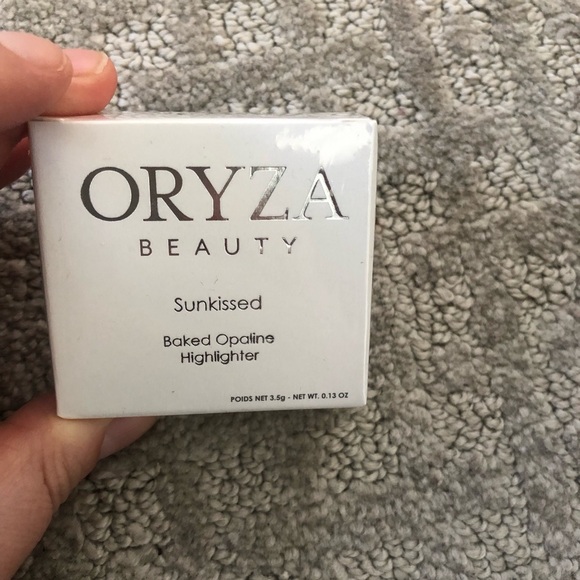 ORYZA
BEAUTY
Sunkissed
Baked Opaline
Highlighter
POIDS NET 3.5g - NET WT. 0.13 OZ